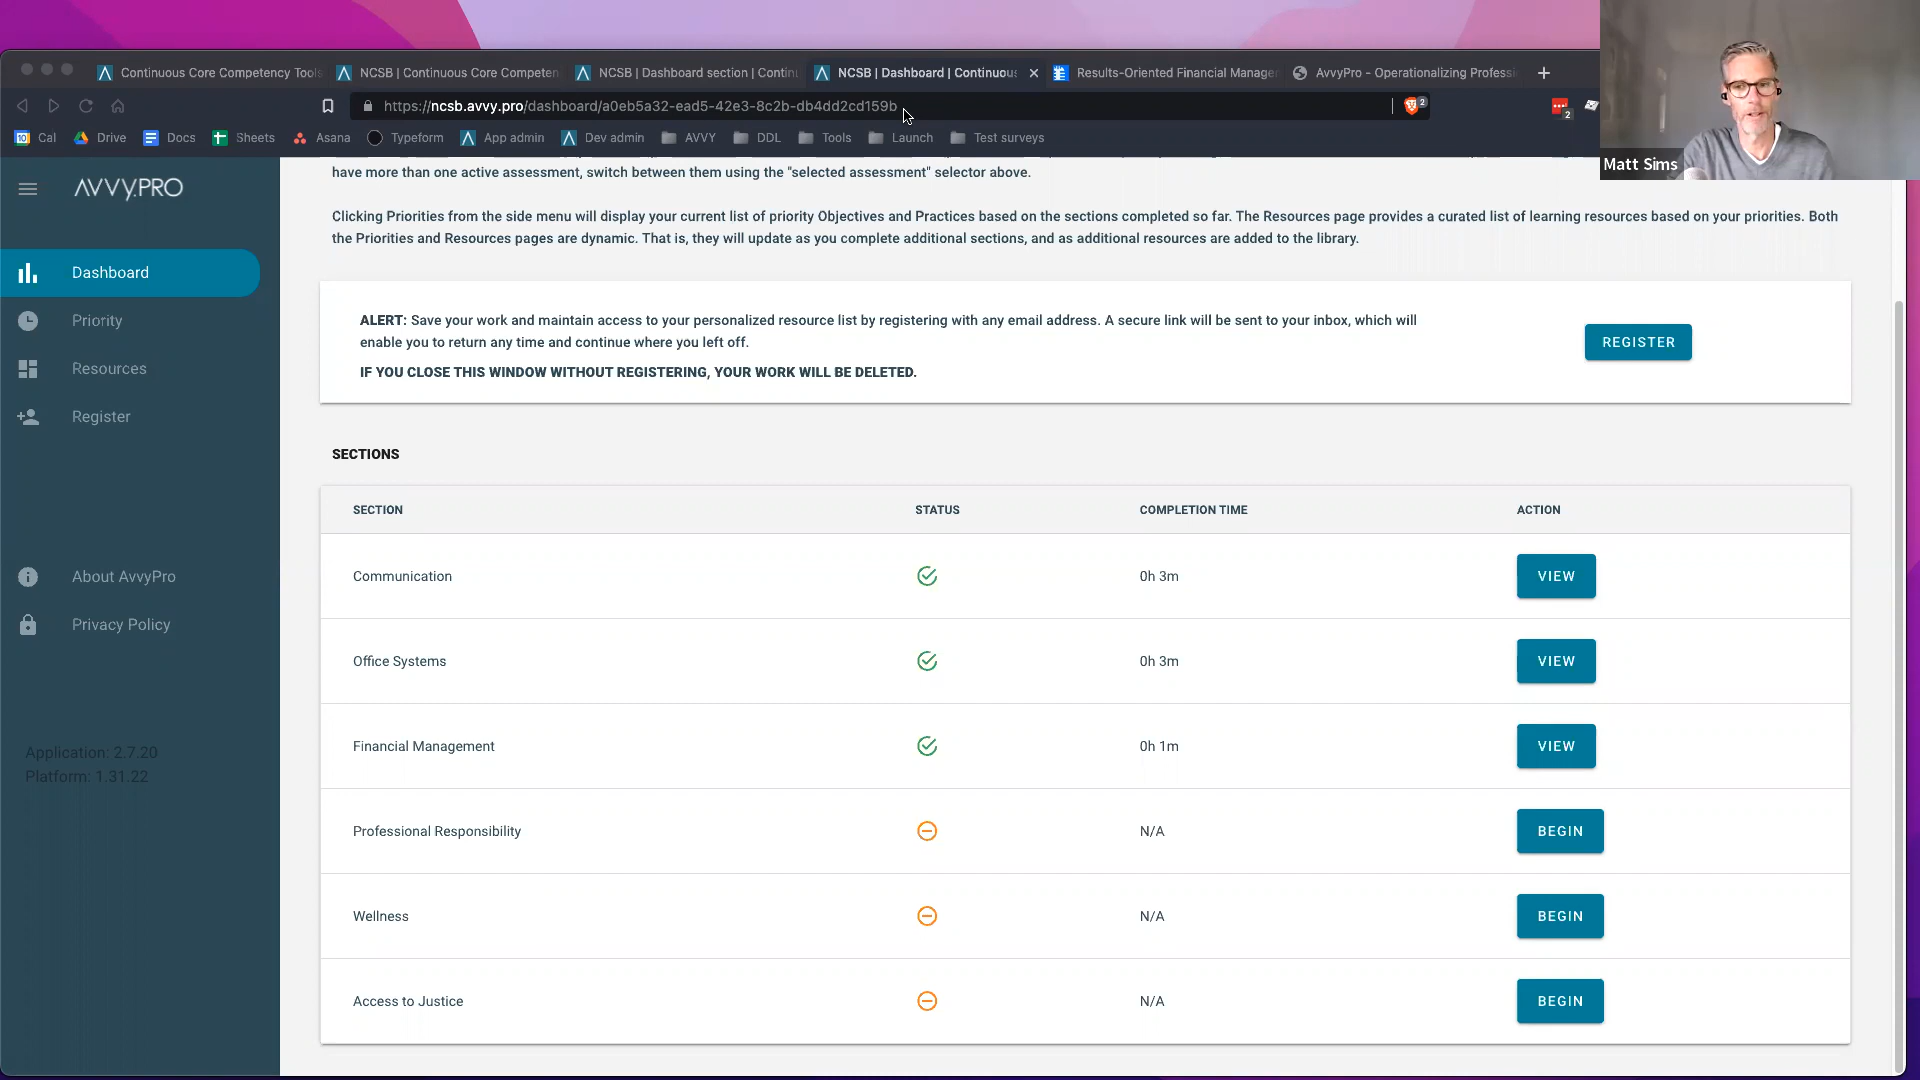 Continuous Core Competency Tools
NCSB | Continuous Core Competen
NCSB | Dashboard section | Contin
NCSB | Dashboard | Continuous
Results-Oriented Financial Manage
AvvyPro - Operationalizing Profess
https://ncsb.avvy.pro/dashboard/a0eb5a32-ead5-42e3-8c2b-db4dd2cd159b
2
2
Cal
Drive
Docs
Sheets
Asana
Typeform
App admin
Dev admin
AVVY
DDL
Tools
Launch
Test surveys
Matt Sims
AVVY.PRO
Dashboard
Priority
Resources
Register
About AvvyPro
Privacy Policy
Application: 2.7.20
Platform: 1.31.22
have more than one active assessment, switch between them using the "selected assessment" selector above.
Clicking Priorities from the side menu will display your current list of priority Objectives and Practices based on the sections completed so far. The Resources page provides a curated list of learning resources based on your priorities. Both
the Priorities and Resources pages are dynamic. That is, they will update as you complete additional sections, and as additional resources are added to the library.
ALERT: Save your work and maintain access to your personalized resource list by registering with any email address. A secure link will be sent to your inbox, which will
enable you to return any time and continue where you left off.
IF YOU CLOSE THIS WINDOW WITHOUT REGISTERING, YOUR WORK WILL BE DELETED.
REGISTER
SECTIONS
SECTION STATUS COMPLETION TIME ACTION
Communication 0h 3m VIEW
Office Systems 0h 3m VIEW
Financial Management 0h 1m VIEW
Professional Responsibility N/A BEGIN
Wellness N/A BEGIN
Access to Justice N/A BEGIN